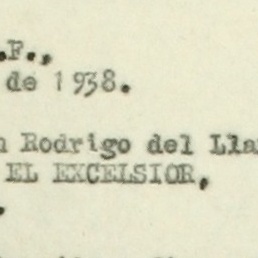 .F.,
de 1938.
n Rodrigo del Lla
EL EXCELSIOR,